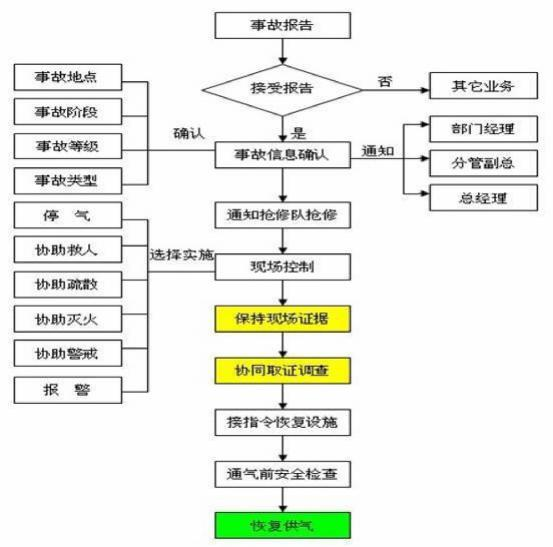 事故报告
事故地点
接受报告
否
其它业务
事故阶段
部门经理
确认
是
事故等级
事故信息确认
通知
分管副总
事故类型
总经理
停 气
通知抢修队抢修
协助救人
选择实施
现场控制
协助疏散
协助灭火
保持现场证据
协助警戒
协同取证调查
报 警
接指令恢复设施
通气前安全检查
恢复供气